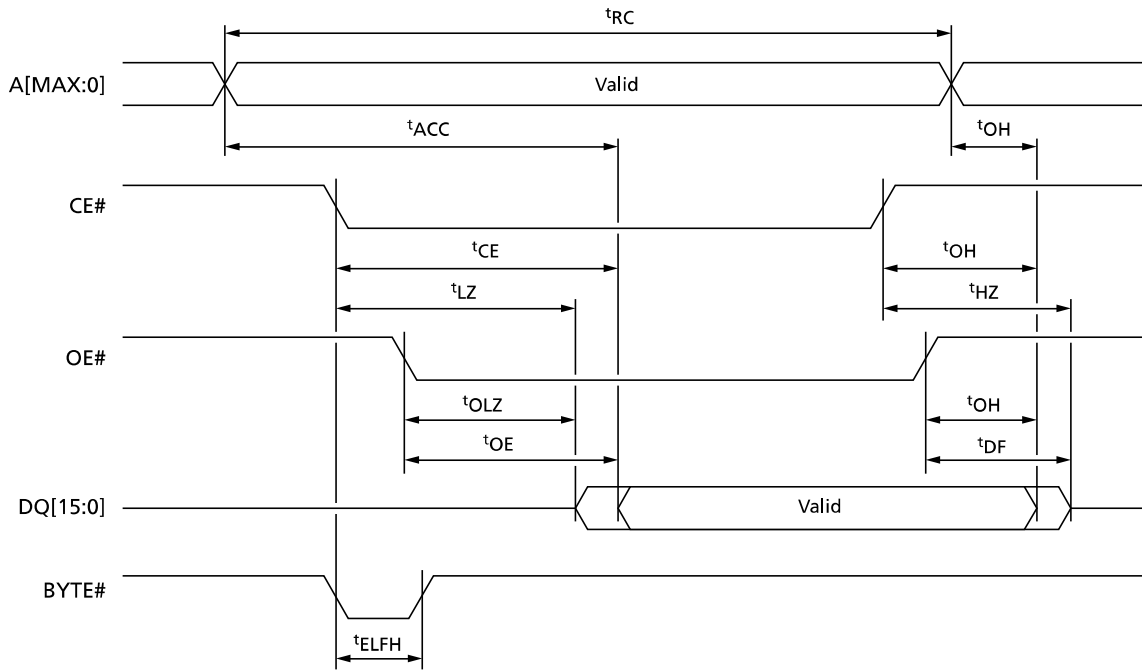 tRC
A[MAX:0]
Valid
tACC
tOH
CE#
tCE
tOH
tLZ
tHZ
OE#
tOLZ
tOH
tOE
tDF
DQ[15:0]
Valid
BYTE#
tELFH